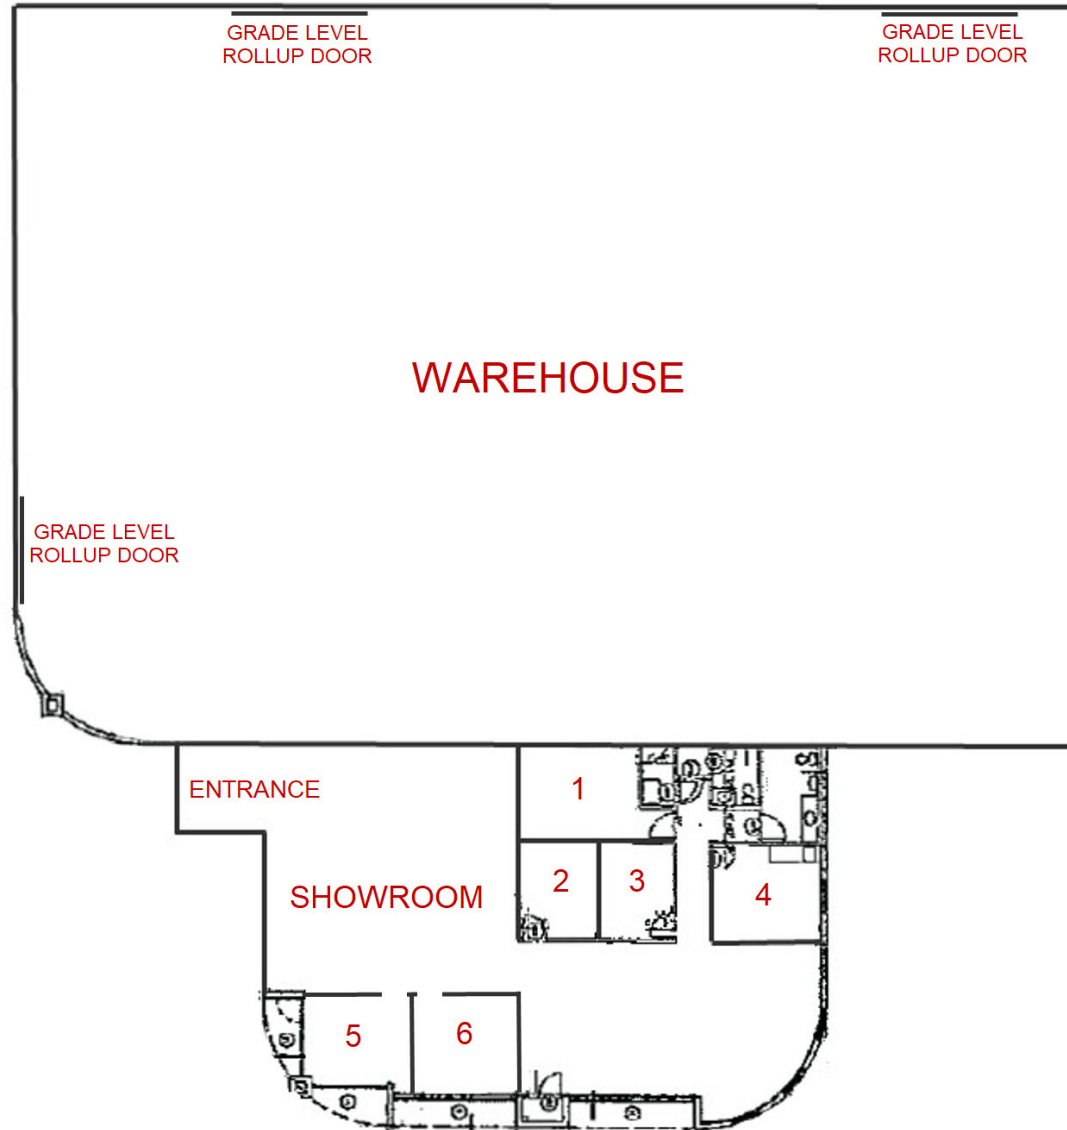 GRADE LEVEL
ROLLUP DOOR
GRADE LEVEL
ROLLUP DOOR
WAREHOUSE
GRADE LEVEL
ROLLUP DOOR
ENTRANCE
1
SHOWROOM
2
3
4
5
6